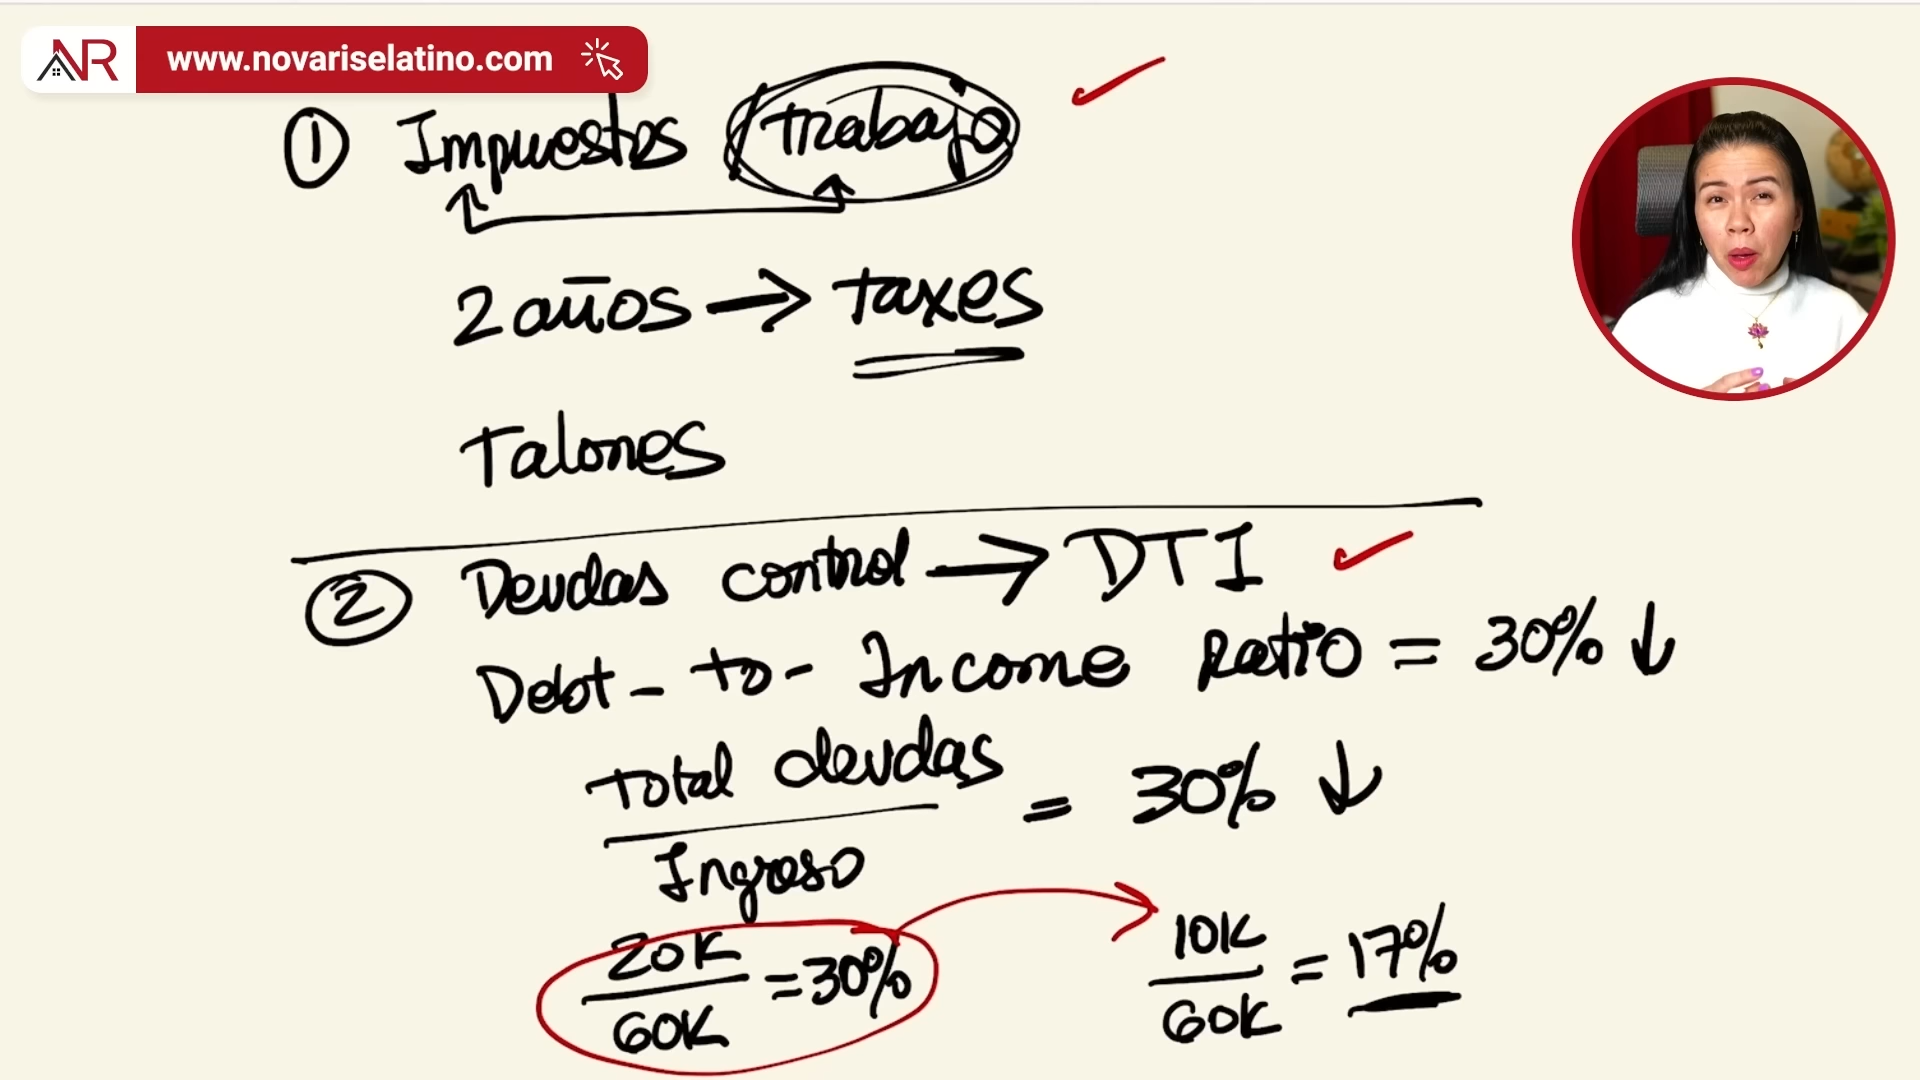 NR www.novariselatino.com
① Impuestos trabajo
2 años → taxes
Talones
② Deudas control → DTI
Debt-to-Income Ratio = 30% ↓
Total deudas
= 30% ↓
Ingreso
20K
60K = 30%
10K
60K = 17%